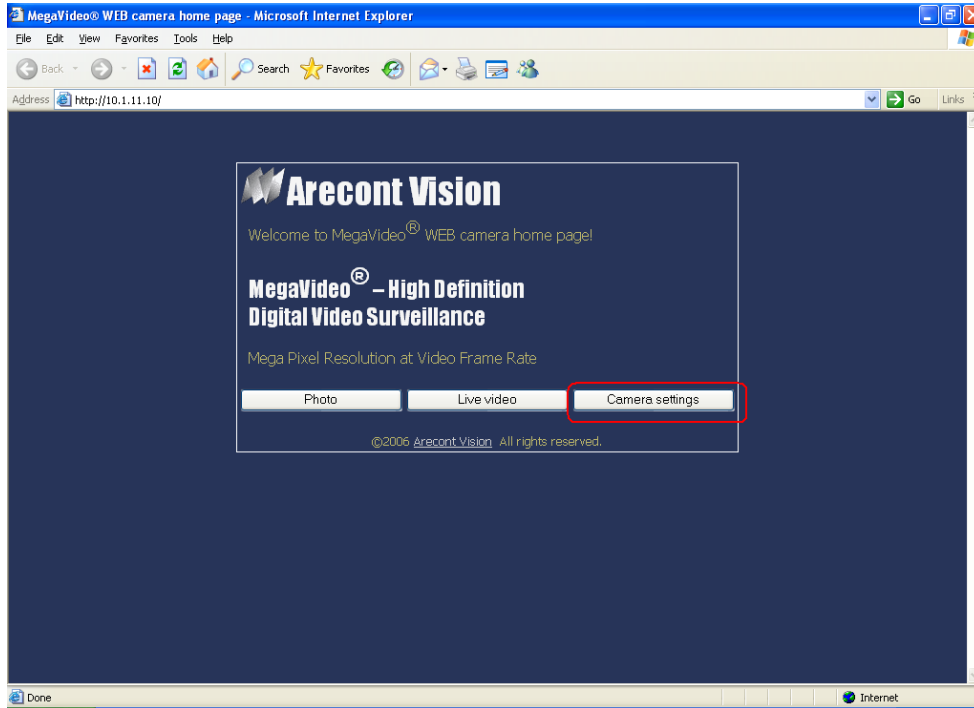 MegaVideo® WEB camera home page - Microsoft Internet Explorer
File Edit View Favorites Tools Help
Back Search Favorites
Address http://10.1.11.10/ Go Links
Arecont Vision
Welcome to MegaVideo® WEB camera home page!
MegaVideo® – High Definition
Digital Video Surveillance
Mega Pixel Resolution at Video Frame Rate
Photo Live video Camera settings
©2006 Arecont Vision All rights reserved.
Done Internet